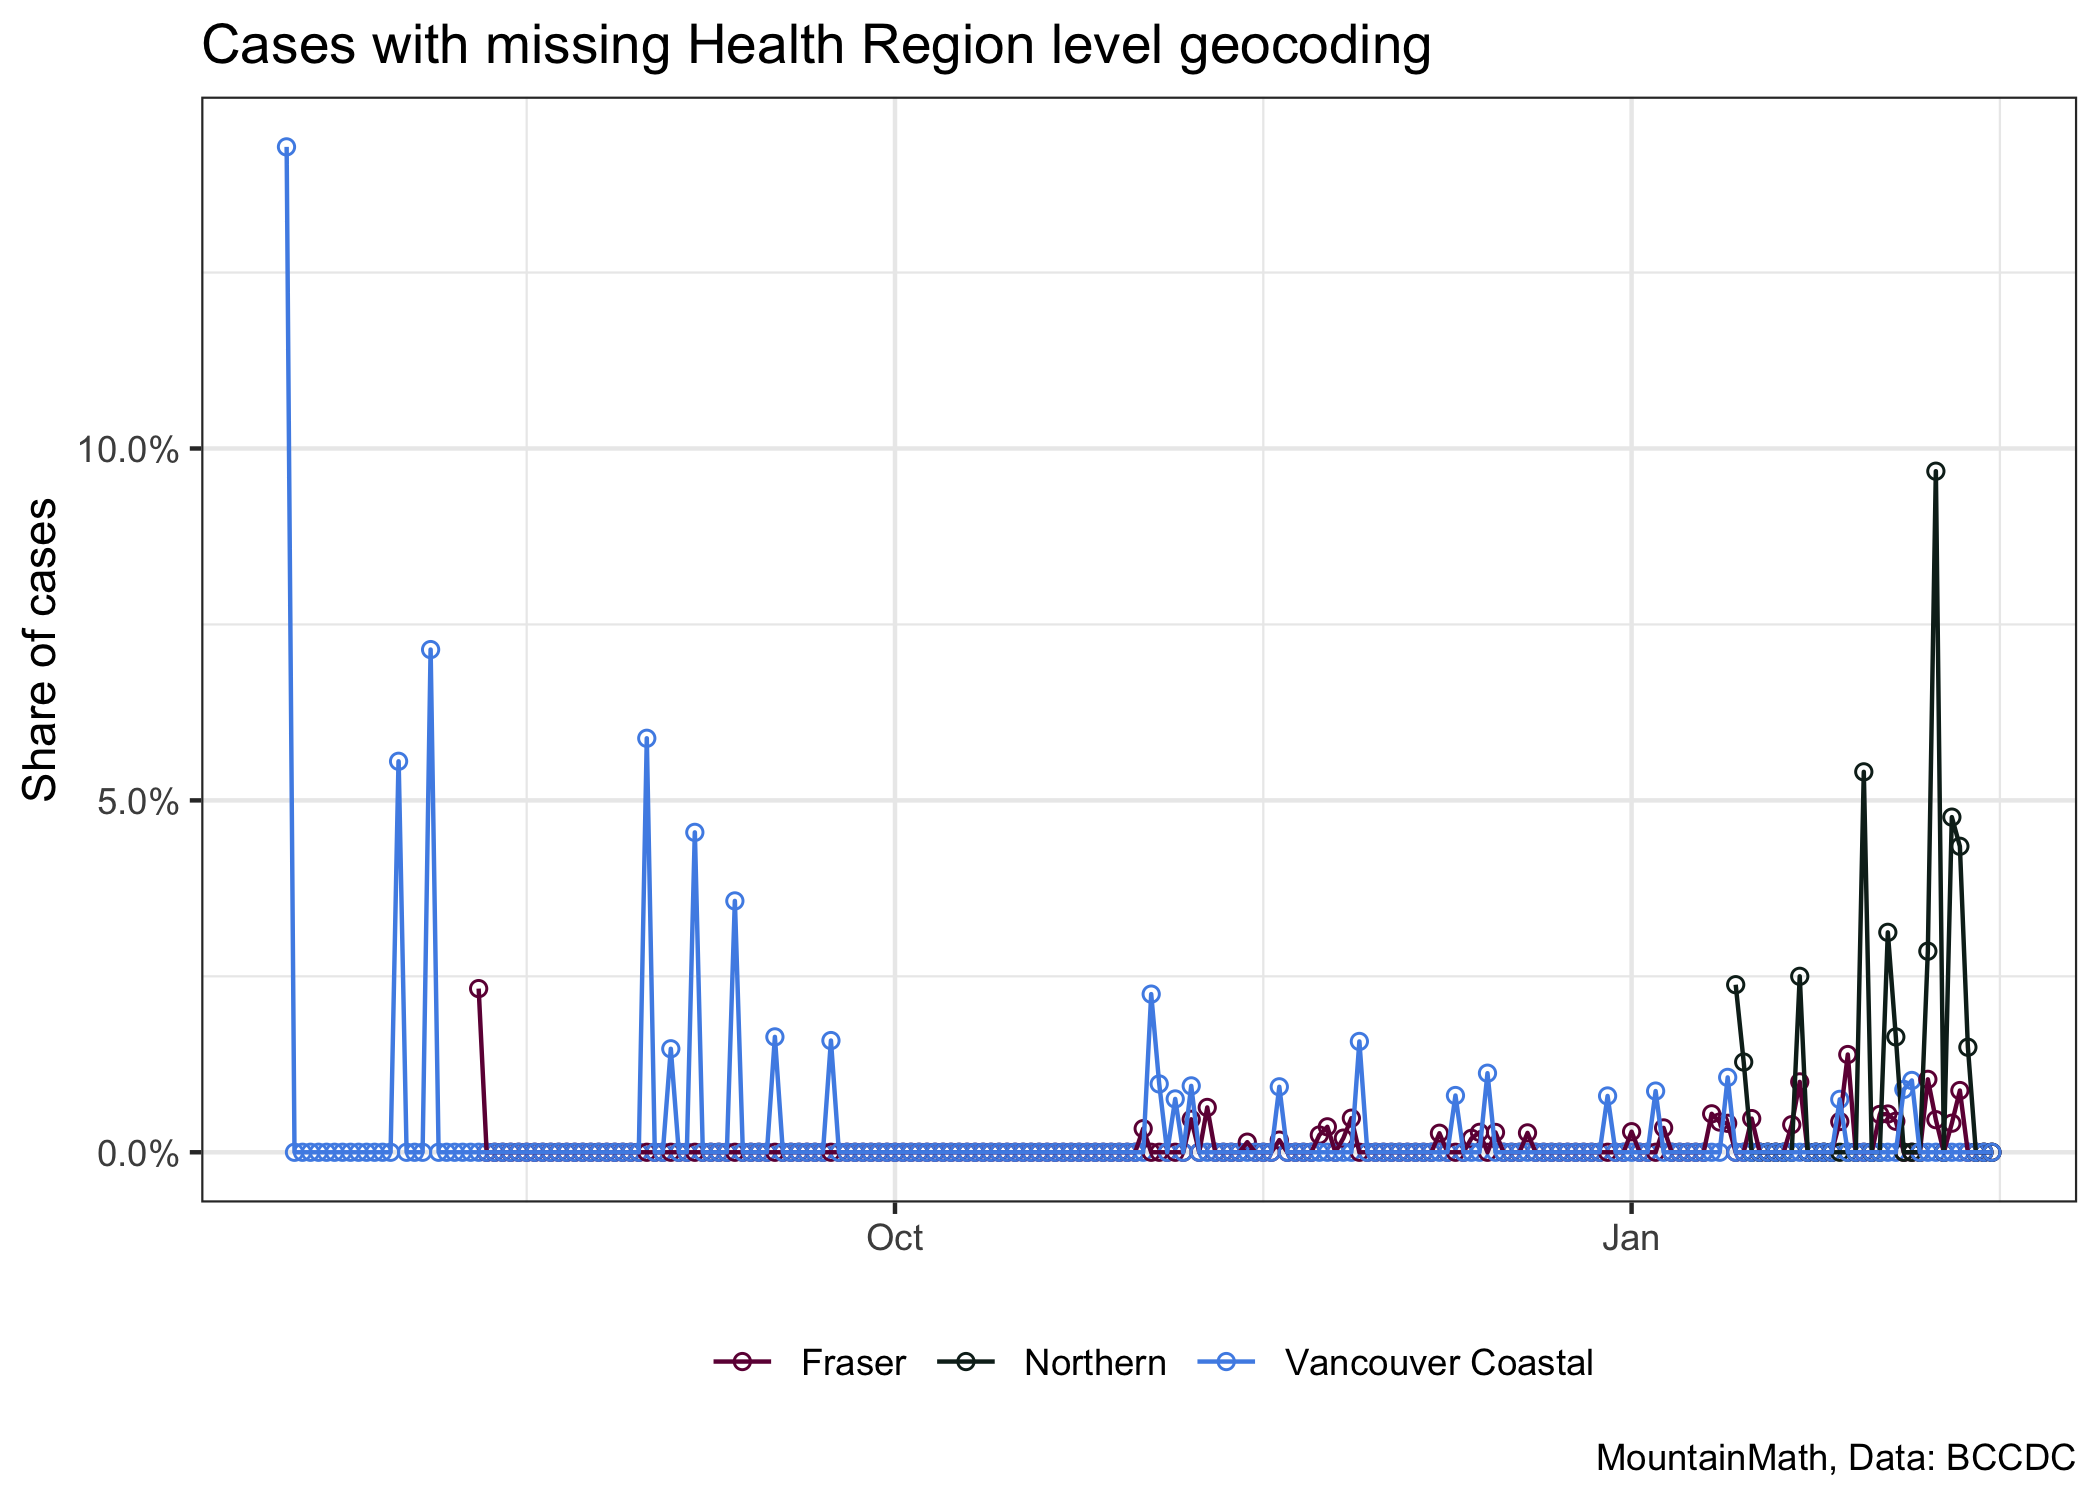 Cases with missing Health Region level geocoding
Share of cases
10.0%
5.0%
0.0%
Oct
Jan
Fraser
Northern
Vancouver Coastal
MountainMath, Data: BCCDC